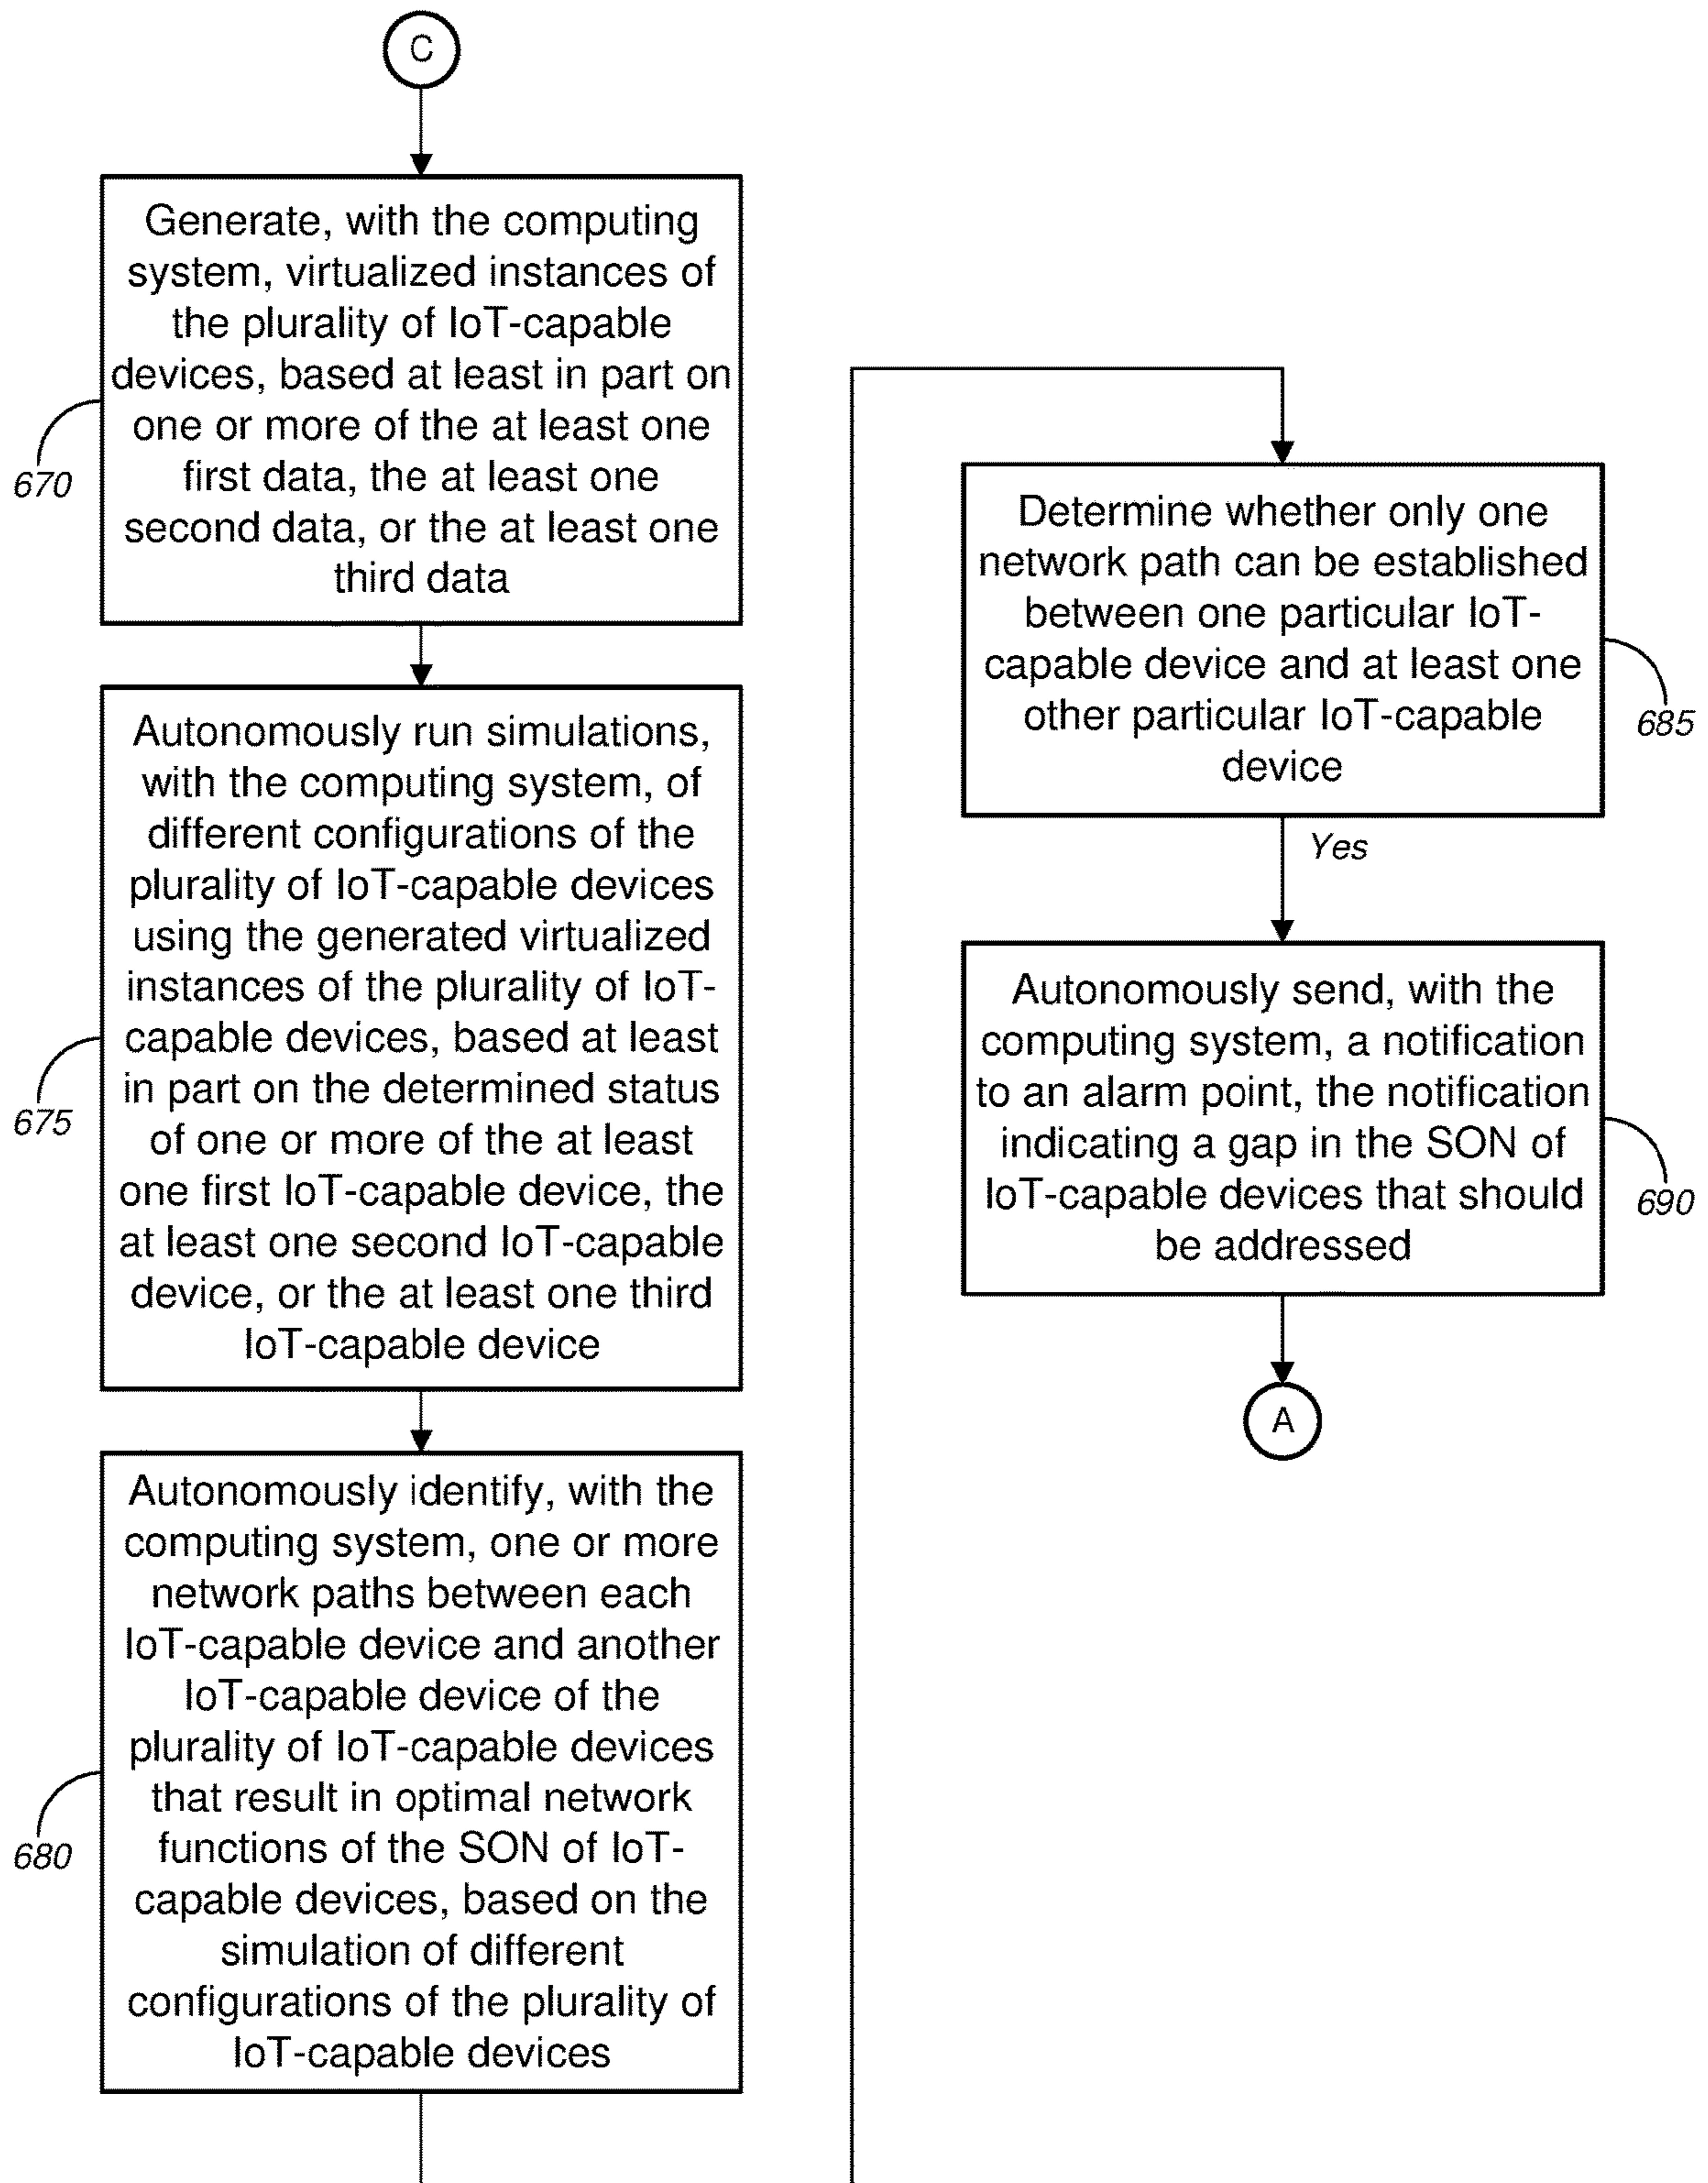 C
Generate, with the computing
system, virtualized instances of
the plurality of IoT-capable
devices, based at least in part on
one or more of the at least one
first data, the at least one
second data, or the at least one
third data
670
Autonomously run simulations,
with the computing system, of
different configurations of the
plurality of IoT-capable devices
using the generated virtualized
instances of the plurality of IoT-
capable devices, based at least
in part on the determined status
of one or more of the at least
one first IoT-capable device, the
at least one second IoT-capable
device, or the at least one third
IoT-capable device
675
Autonomously identify, with the
computing system, one or more
network paths between each
IoT-capable device and another
IoT-capable device of the
plurality of IoT-capable devices
that result in optimal network
functions of the SON of IoT-
capable devices, based on the
simulation of different
configurations of the plurality of
IoT-capable devices
680
Determine whether only one
network path can be established
between one particular IoT-
capable device and at least one
other particular IoT-capable
device
685
Yes
Autonomously send, with the
computing system, a notification
to an alarm point, the notification
indicating a gap in the SON of
IoT-capable devices that should
be addressed
690
A